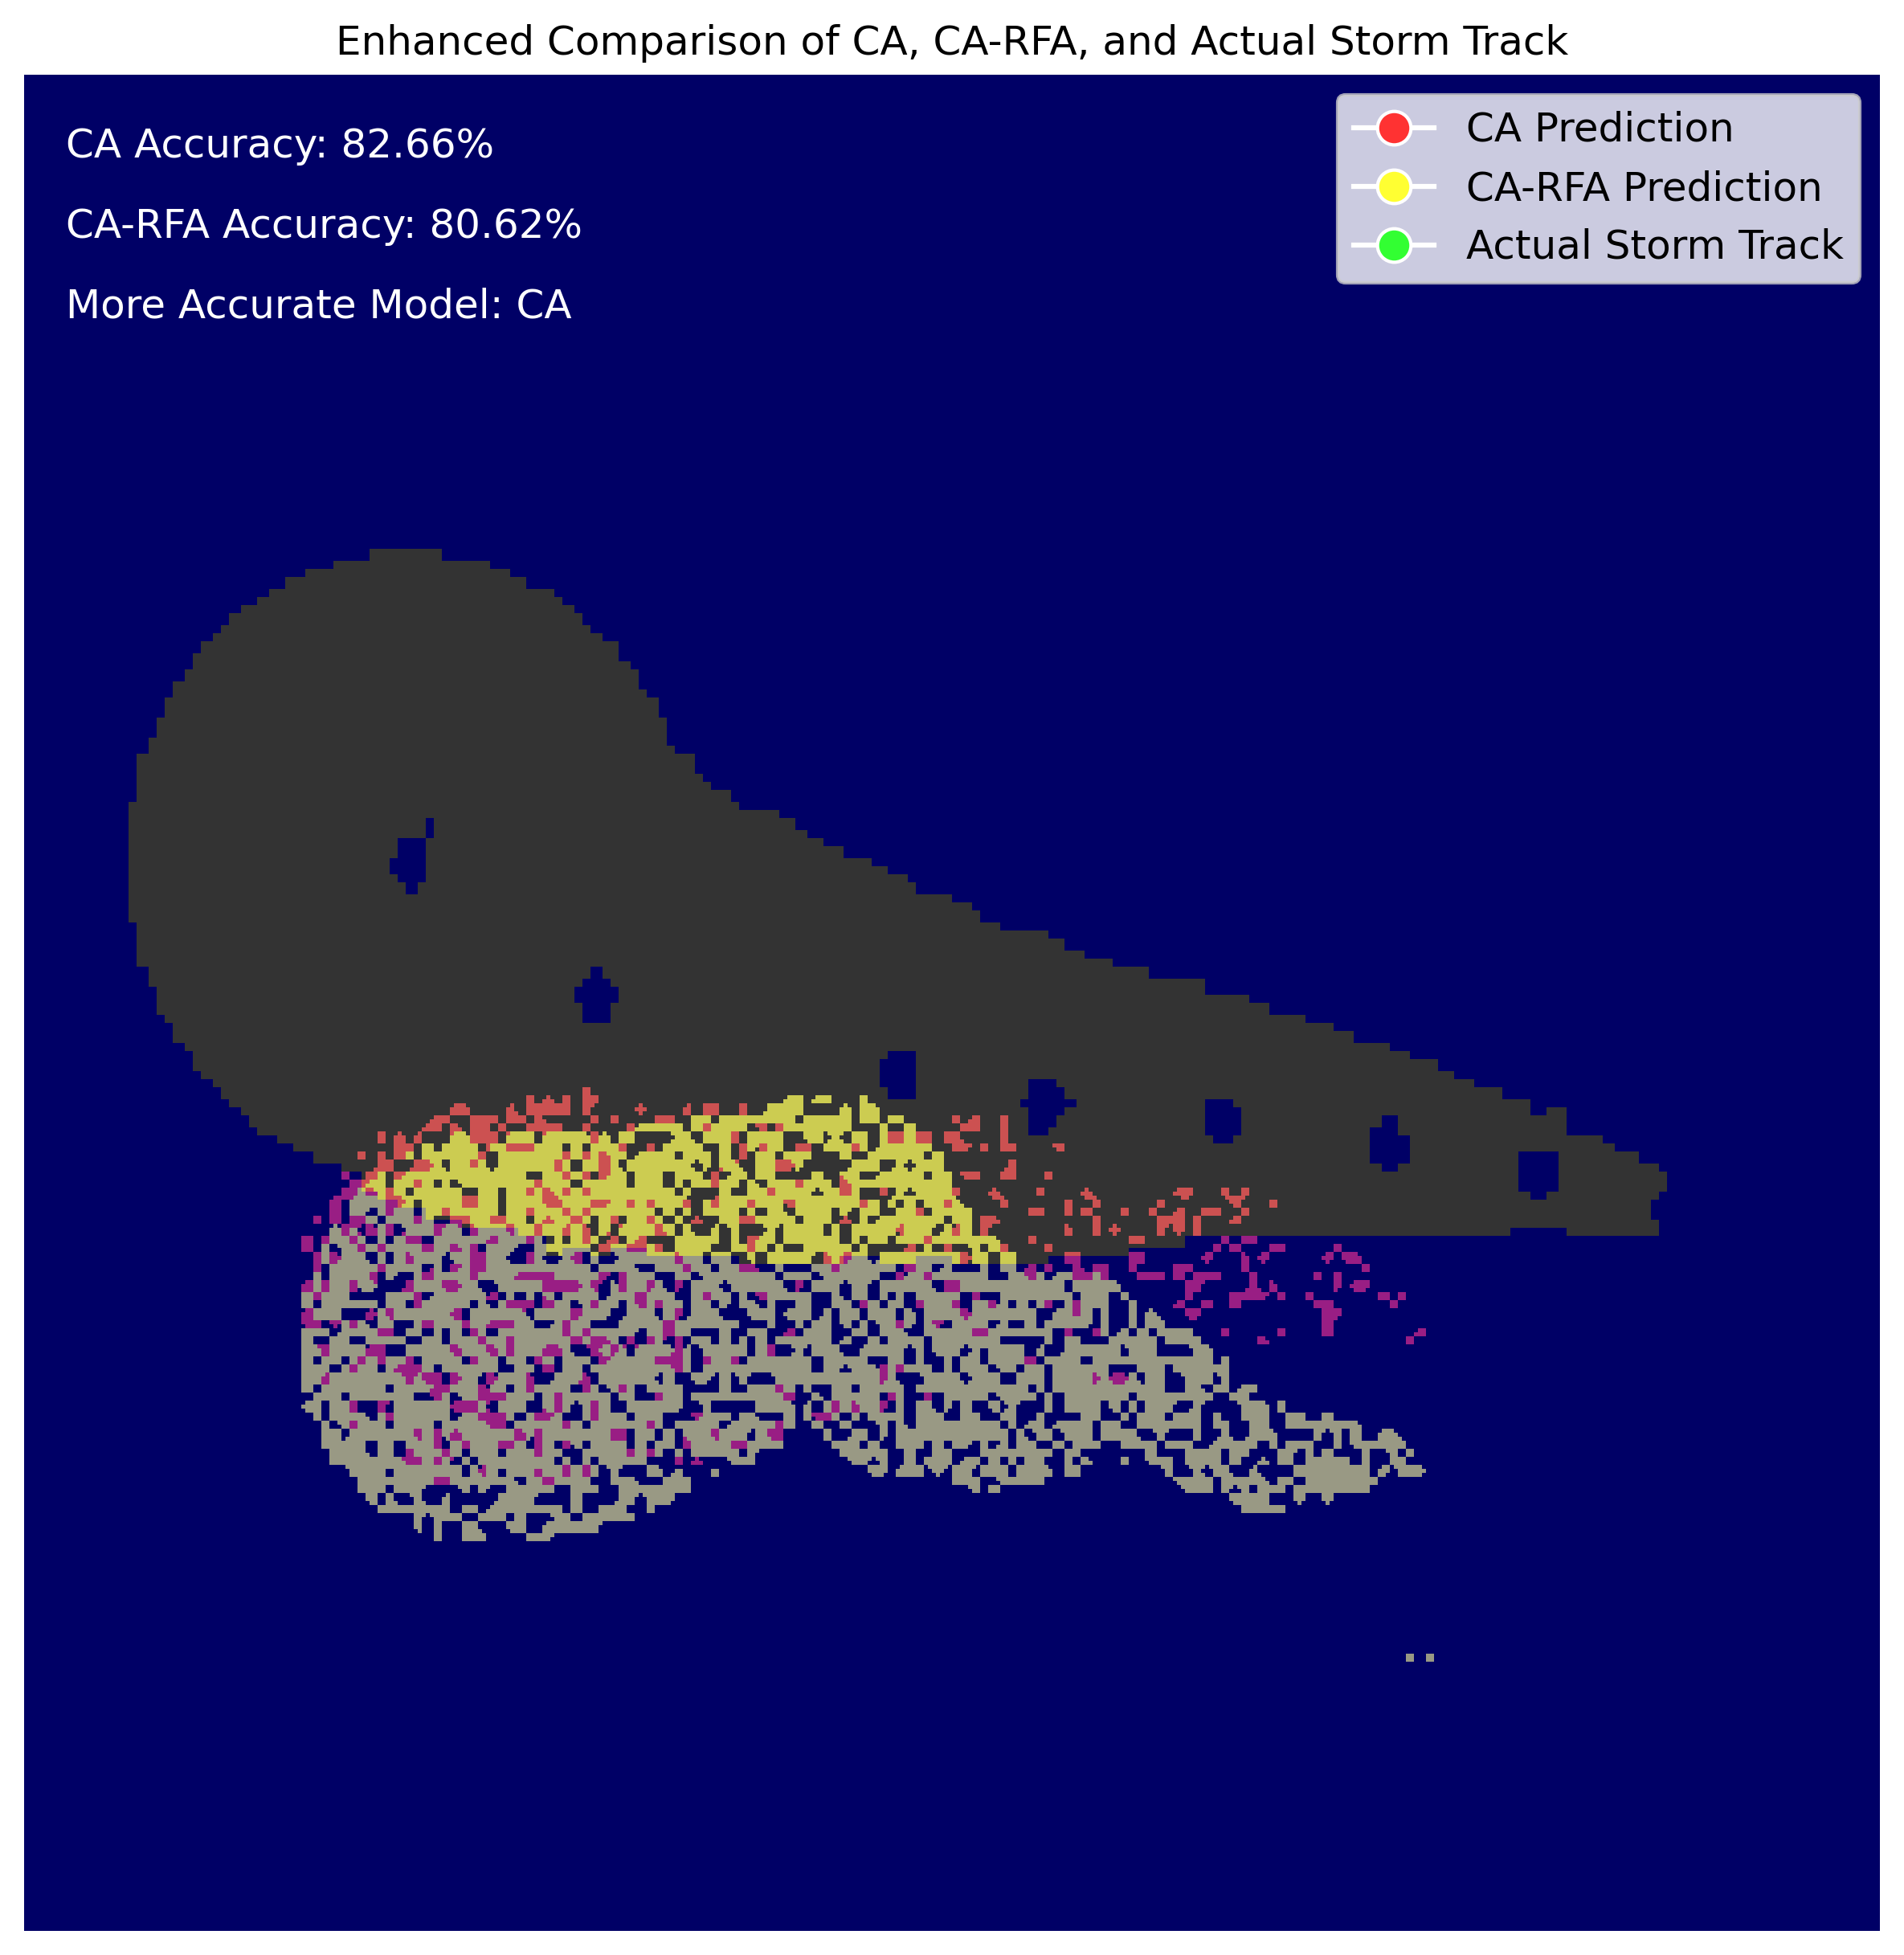 Enhanced Comparison of CA, CA-RFA, and Actual Storm Track
CA Accuracy: 82.66%
CA-RFA Accuracy: 80.62%
More Accurate Model: CA
CA Prediction
CA-RFA Prediction
Actual Storm Track